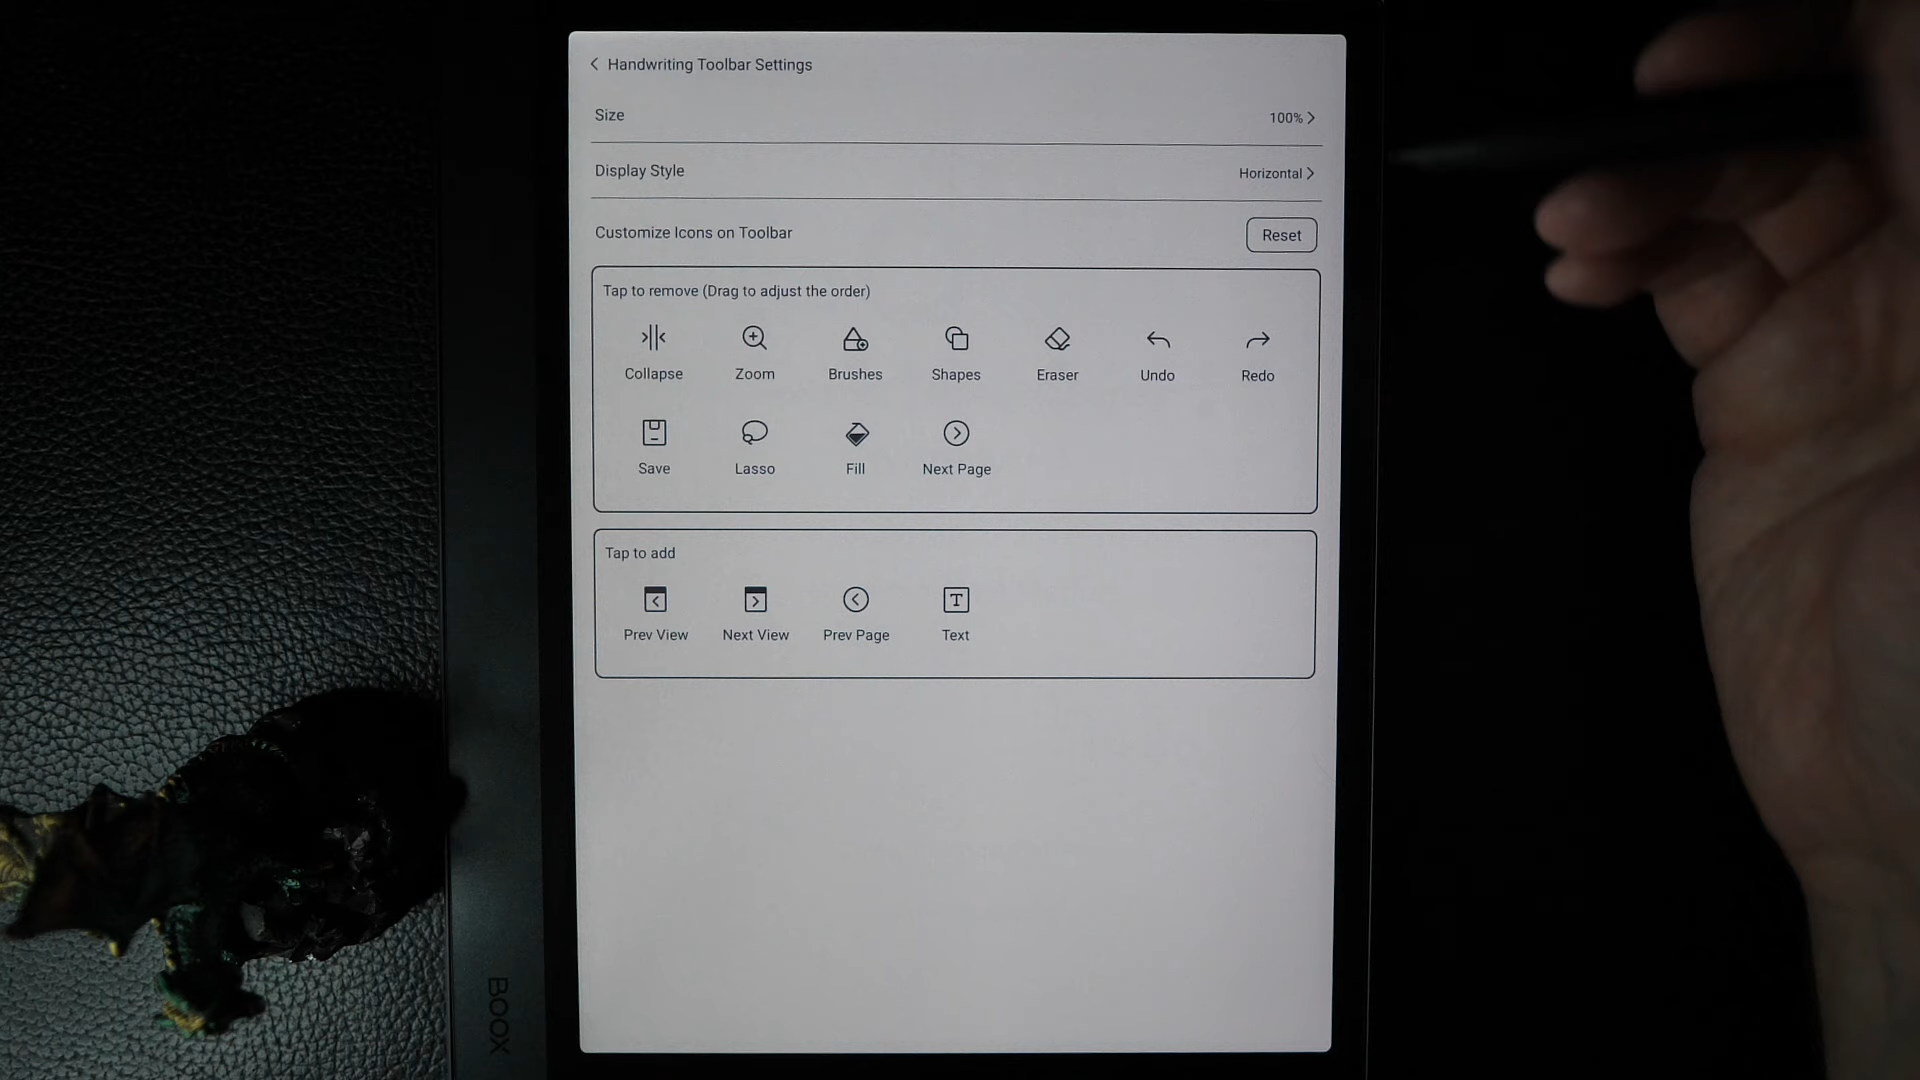 Handwriting Toolbar Settings
Size 100%
Display Style Horizontal
Customize Icons on Toolbar Reset
Tap to remove (Drag to adjust the order)
Collapse Zoom Brushes Shapes Eraser Undo Redo
Save Lasso Fill Next Page
Tap to add
T
Prev View Next View Prev Page Text
BOOX